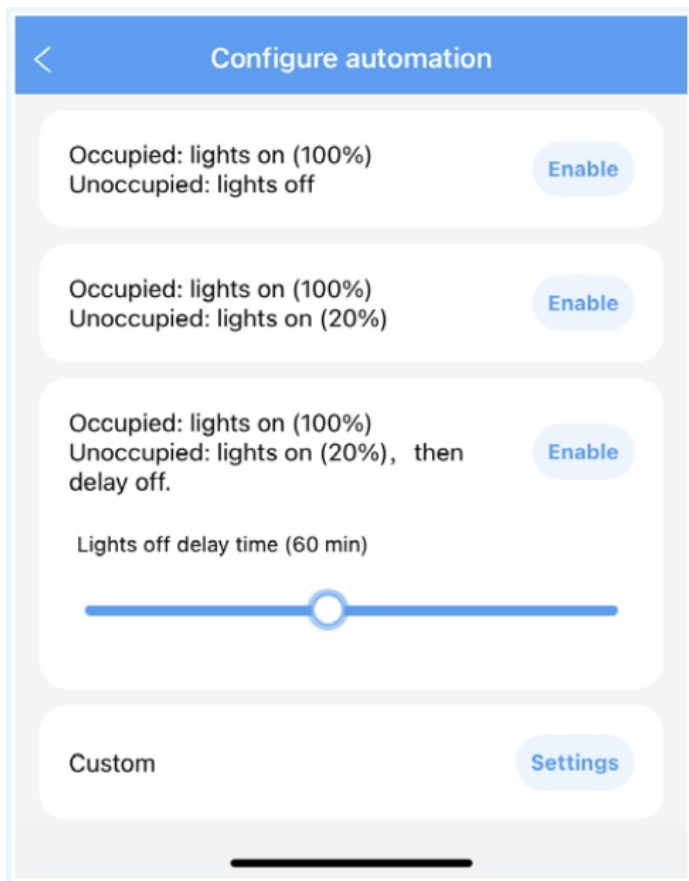 Configure automation
Occupied: lights on (100%)
Unoccupied: lights off
Enable
Occupied: lights on (100%)
Unoccupied: lights on (20%)
Enable
Occupied: lights on (100%)
Unoccupied: lights on (20%)，then
delay off.
Enable
Lights off delay time (60 min)
Custom
Settings